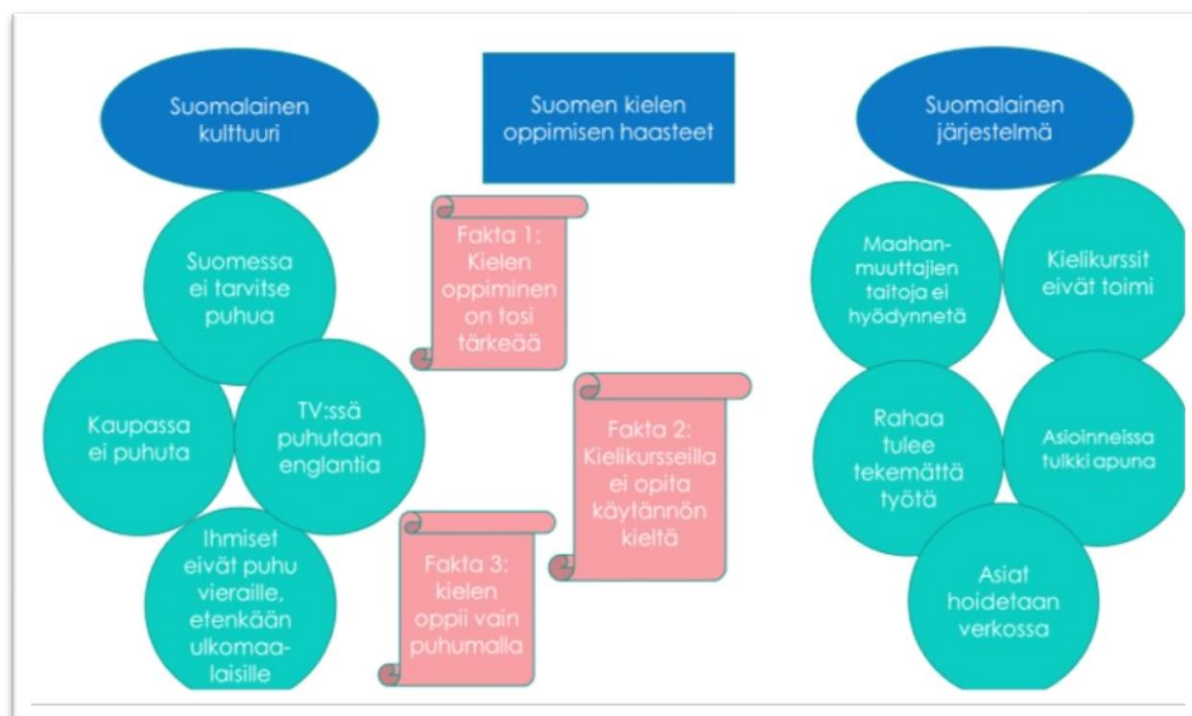 Suomalainen
kulttuuri
Suomessa
ei tarvitse
puhua
Kaupassa
ei puhuta
TV:ssä
puhutaan
englantia
Ihmiset
eivät puhu
vieraille,
etenkään
ulkomaa-
laisille
Suomen kielen
oppimisen haasteet
Fakta 1:
Kielen
oppiminen
on tosi
tärkeää
Fakta 2:
Kielikursseilla
ei opita
käytännön
kieltä
Fakta 3:
kielen
oppii vain
puhumalla
Suomalainen
järjestelmä
Maahan-
muuttajien
taitoja ei
hyödynnetä
Kielikurssit
eivät toimi
Rahaa
tulee
tekemättä
työtä
Asioinneissa
tulkki apuna
Asiat
hoidetaan
verkossa